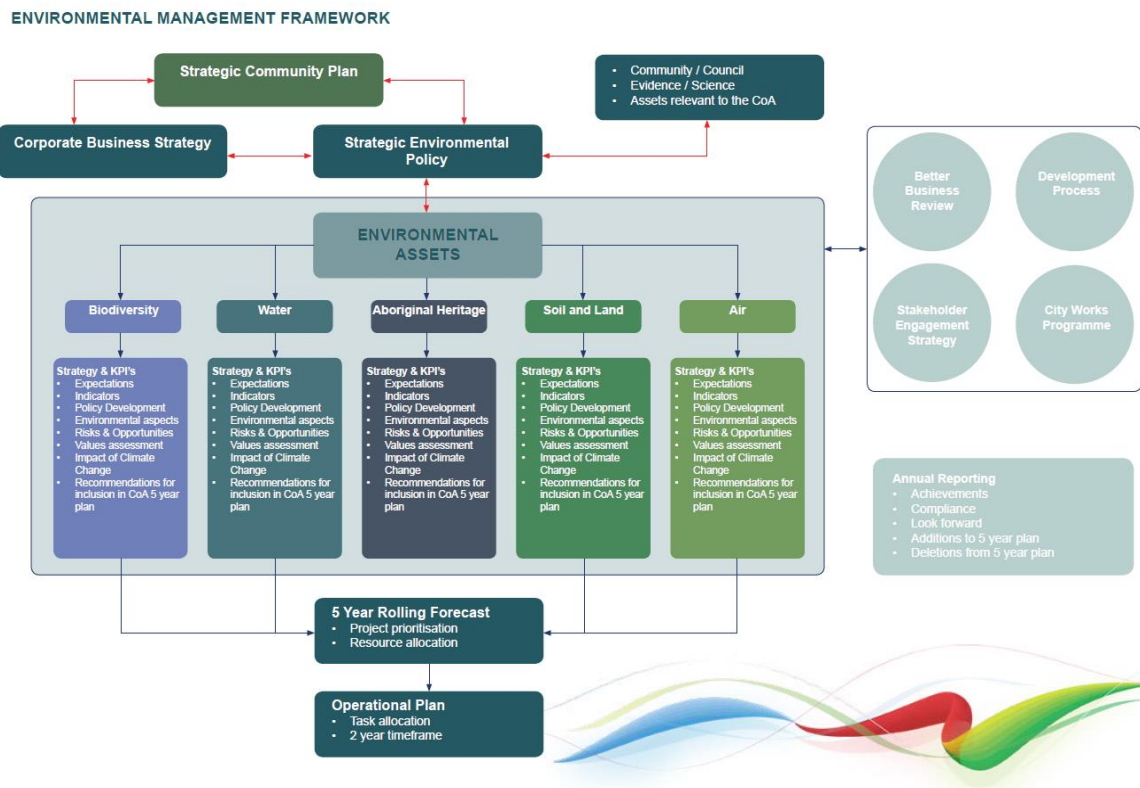 ENVIRONMENTAL MANAGEMENT FRAMEWORK
Strategic Community Plan
• Community / Council
• Evidence / Science
• Assets relevant to the CoA
Corporate Business Strategy
Strategic Environmental
Policy
Better
Business
Review
Development
Process
Stakeholder
Engagement
Strategy
City Works
Programme
ENVIRONMENTAL
ASSETS
Biodiversity
Water
Aboriginal Heritage
Soil and Land
Air
Strategy & KPI's
• Expectations
• Indicators
• Policy Development
• Environmental aspects
• Risks & Opportunities
• Values assessment
• Impact of Climate
Change
• Recommendations for
inclusion in CoA 5 year
plan
Strategy & KPI's
• Expectations
• Indicators
• Policy Development
• Environmental aspects
• Risks & Opportunities
• Values assessment
• Impact of Climate
Change
• Recommendations for
inclusion in CoA 5 year
plan
Strategy & KPI's
• Expectations
• Indicators
• Policy Development
• Environmental aspects
• Risks & Opportunities
• Values assessment
• Impact of Climate
Change
• Recommendations for
inclusion in CoA 5 year
plan
Strategy & KPI's
• Expectations
• Indicators
• Policy Development
• Environmental aspects
• Risks & Opportunities
• Values assessment
• Impact of Climate
Change
• Recommendations for
inclusion in CoA 5 year
plan
Strategy & KPI's
• Expectations
• Indicators
• Policy Development
• Environmental aspects
• Risks & Opportunities
• Values assessment
• Impact of Climate
Change
• Recommendations for
inclusion in CoA 5 year
plan
Annual Reporting
• Achievements
• Compliance
• Look forward
• Additions to 5 year plan
• Deletions from 5 year plan
5 Year Rolling Forecast
• Project prioritisation
• Resource allocation
Operational Plan
• Task allocation
• 2 year timeframe